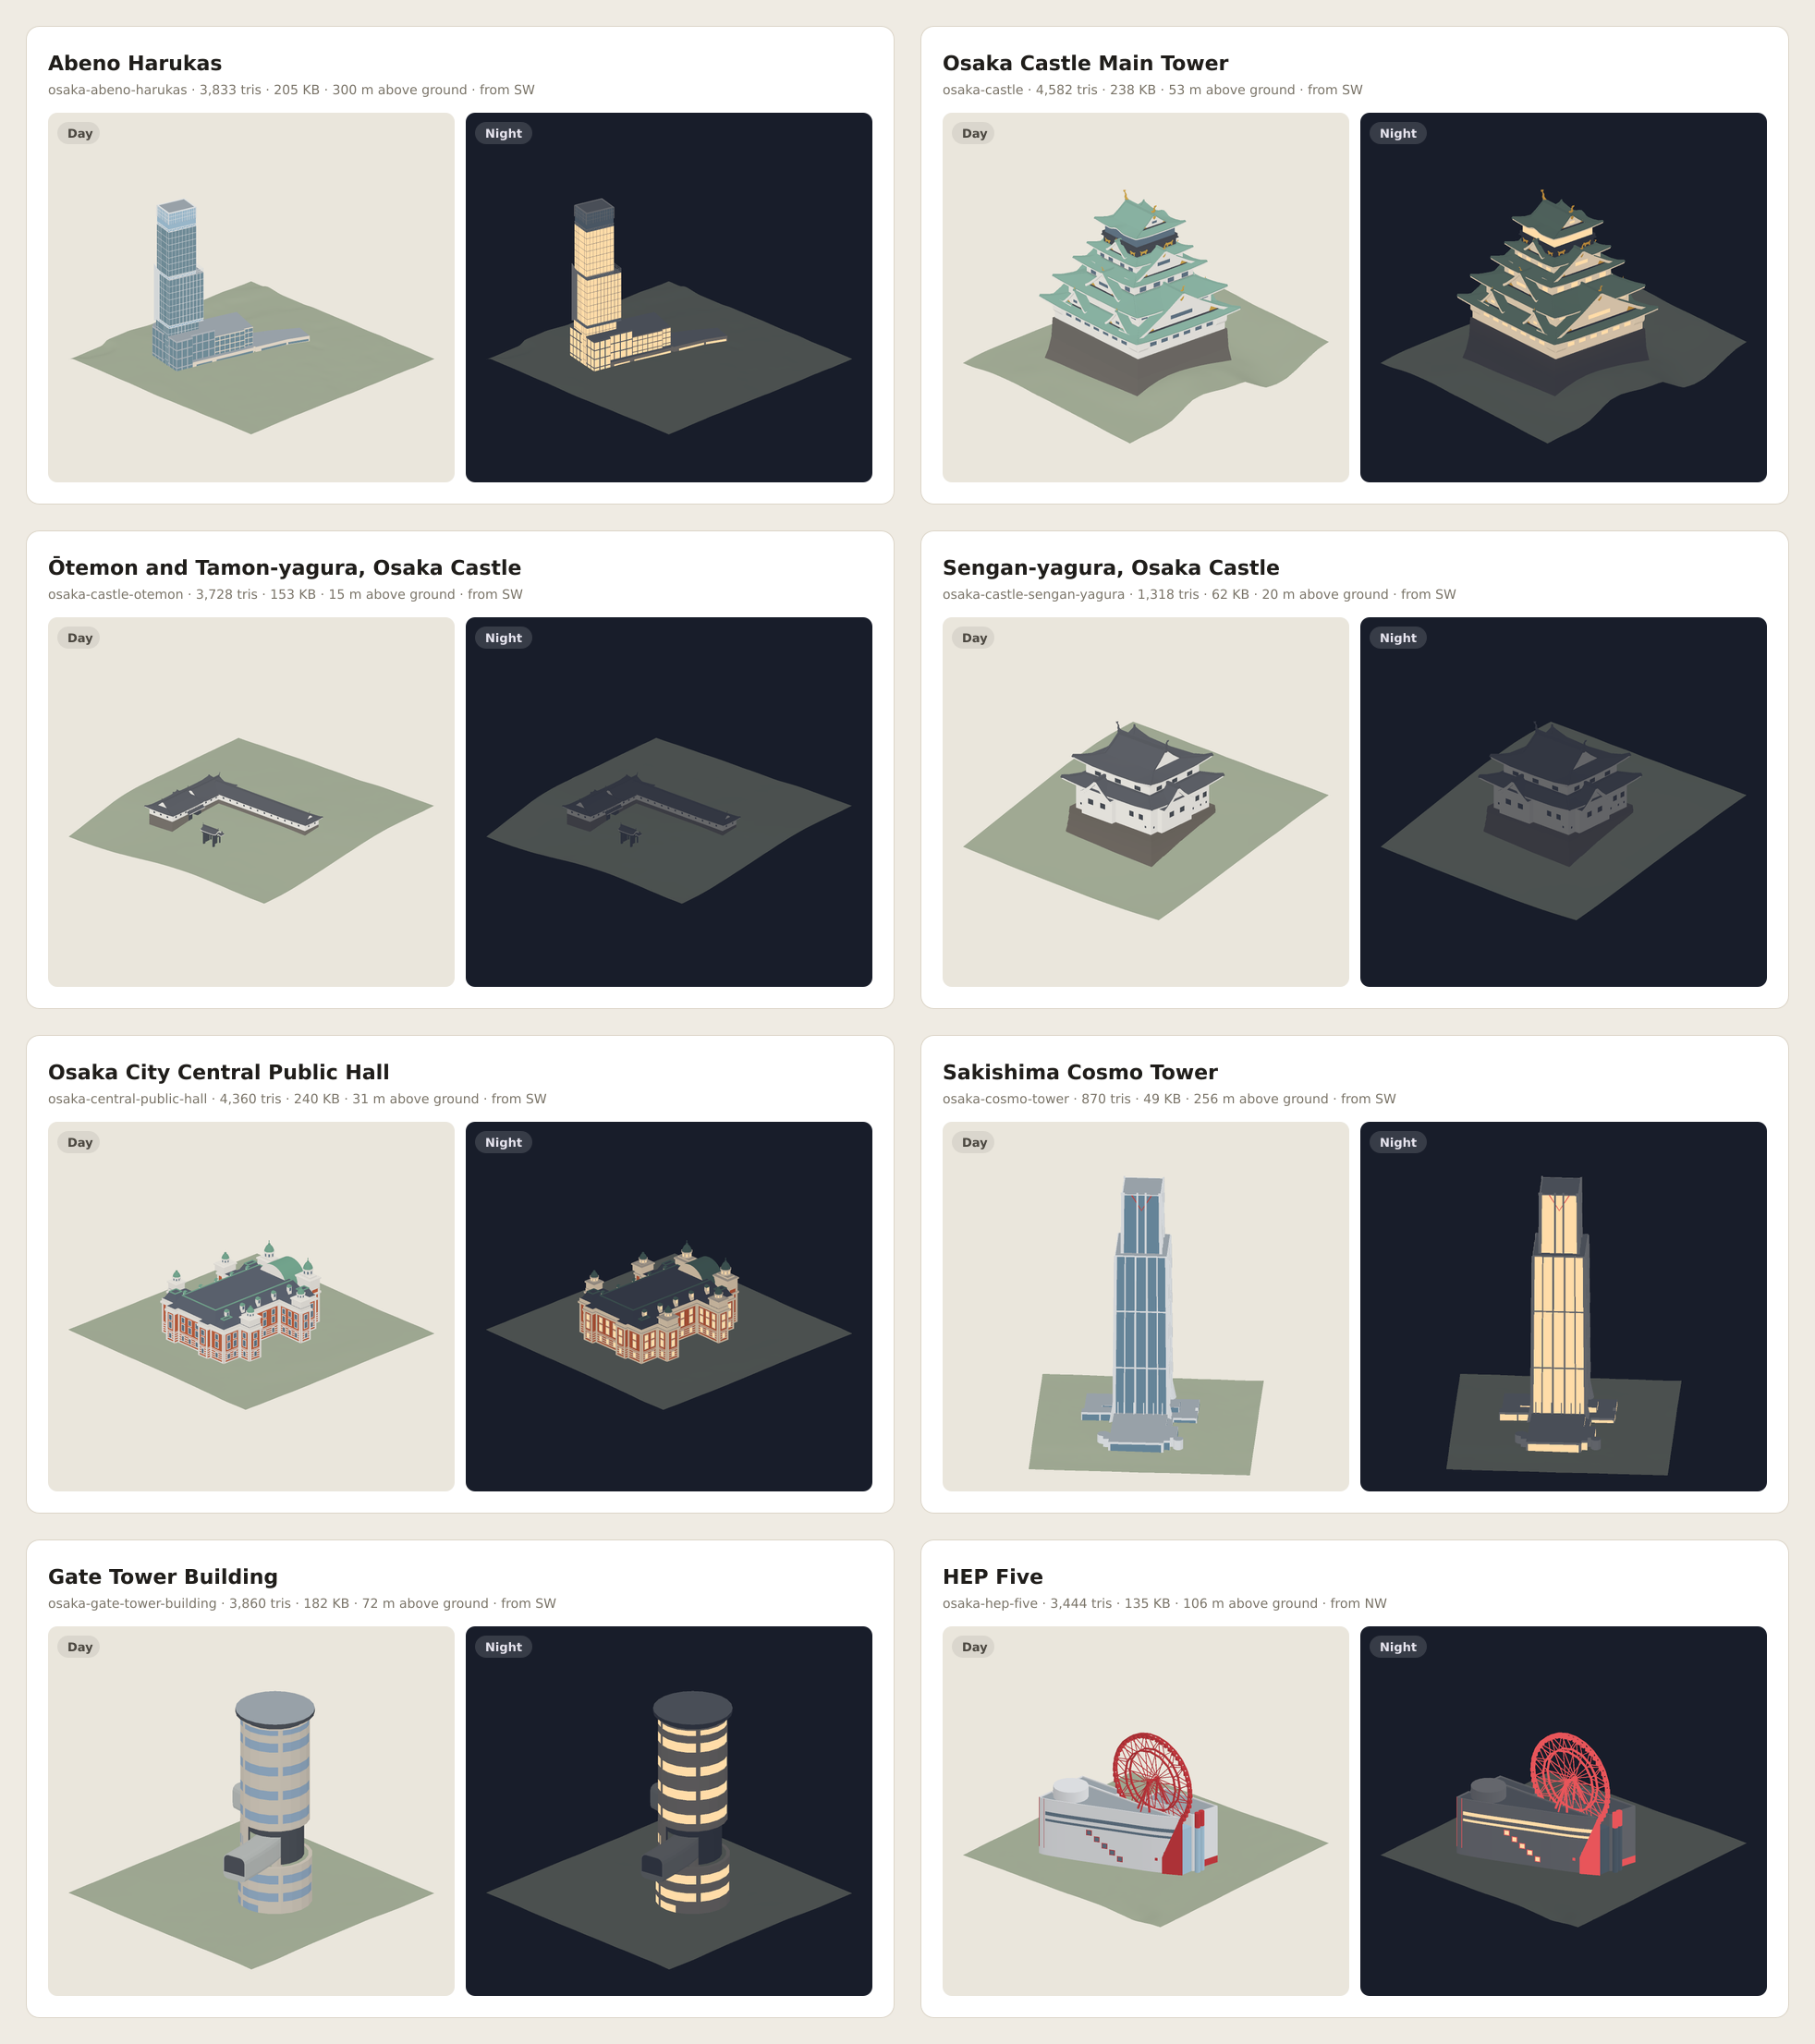 Abeno Harukas
osaka-abeno-harukas · 3,833 tris · 205 KB · 300 m above ground · from SW
Day
Night
Osaka Castle Main Tower
osaka-castle · 4,582 tris · 238 KB · 53 m above ground · from SW
Day
Night
Ōtemon and Tamon-yagura, Osaka Castle
osaka-castle-otemon · 3,728 tris · 153 KB · 15 m above ground · from SW
Day
Night
Sengan-yagura, Osaka Castle
osaka-castle-sengan-yagura · 1,318 tris · 62 KB · 20 m above ground · from SW
Day
Night
Osaka City Central Public Hall
osaka-central-public-hall · 4,360 tris · 240 KB · 31 m above ground · from SW
Day
Night
Sakishima Cosmo Tower
osaka-cosmo-tower · 870 tris · 49 KB · 256 m above ground · from SW
Day
Night
Gate Tower Building
osaka-gate-tower-building · 3,860 tris · 182 KB · 72 m above ground · from SW
Day
Night
HEP Five
osaka-hep-five · 3,444 tris · 135 KB · 106 m above ground · from NW
Day
Night